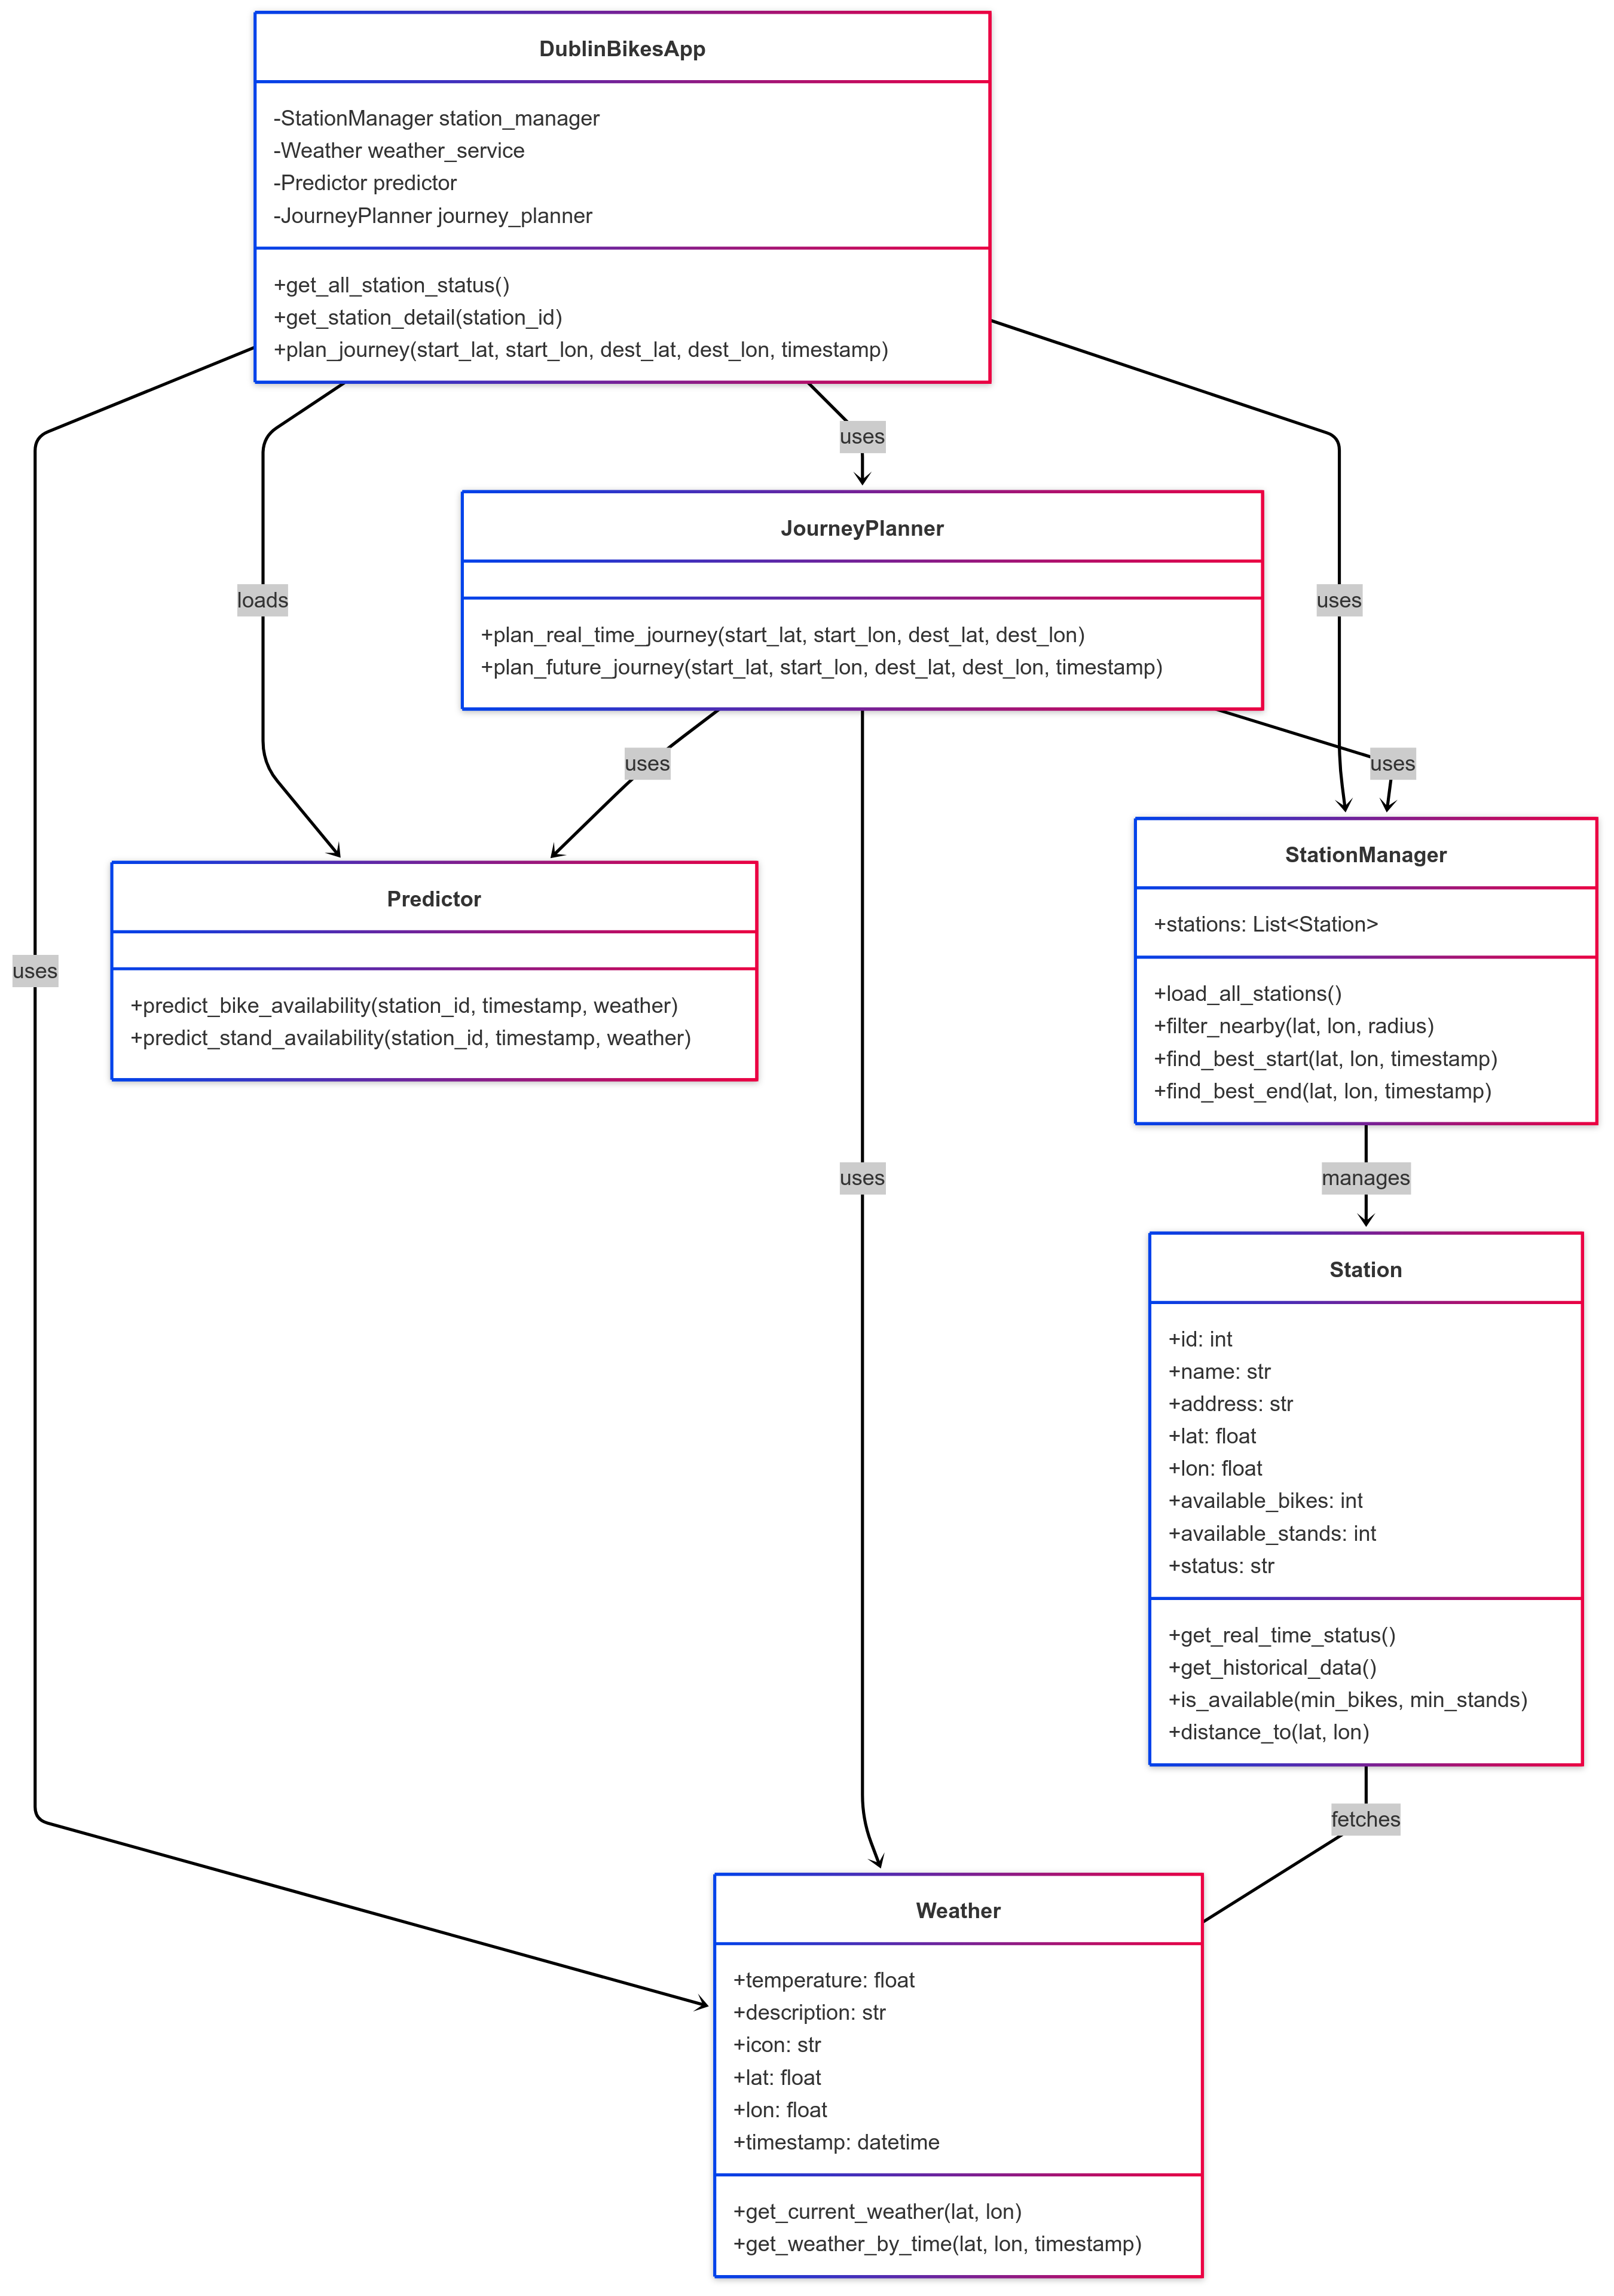 DublinBikesApp
-StationManager station_manager
-Weather weather_service
-Predictor predictor
-JourneyPlanner journey_planner
+get_all_station_status()
+get_station_detail(station_id)
+plan_journey(start_lat, start_lon, dest_lat, dest_lon, timestamp)
uses
JourneyPlanner
loads
uses
+plan_real_time_journey(start_lat, start_lon, dest_lat, dest_lon)
+plan_future_journey(start_lat, start_lon, dest_lat, dest_lon, timestamp)
uses
uses
Predictor
+predict_bike_availability(station_id, timestamp, weather)
+predict_stand_availability(station_id, timestamp, weather)
StationManager
+stations: List<Station>
+load_all_stations()
+filter_nearby(lat, lon, radius)
+find_best_start(lat, lon, timestamp)
+find_best_end(lat, lon, timestamp)
uses
uses
manages
Station
+id: int
+name: str
+address: str
+lat: float
+lon: float
+available_bikes: int
+available_stands: int
+status: str
+get_real_time_status()
+get_historical_data()
+is_available(min_bikes, min_stands)
+distance_to(lat, lon)
fetches
Weather
+temperature: float
+description: str
+icon: str
+lat: float
+lon: float
+timestamp: datetime
+get_current_weather(lat, lon)
+get_weather_by_time(lat, lon, timestamp)